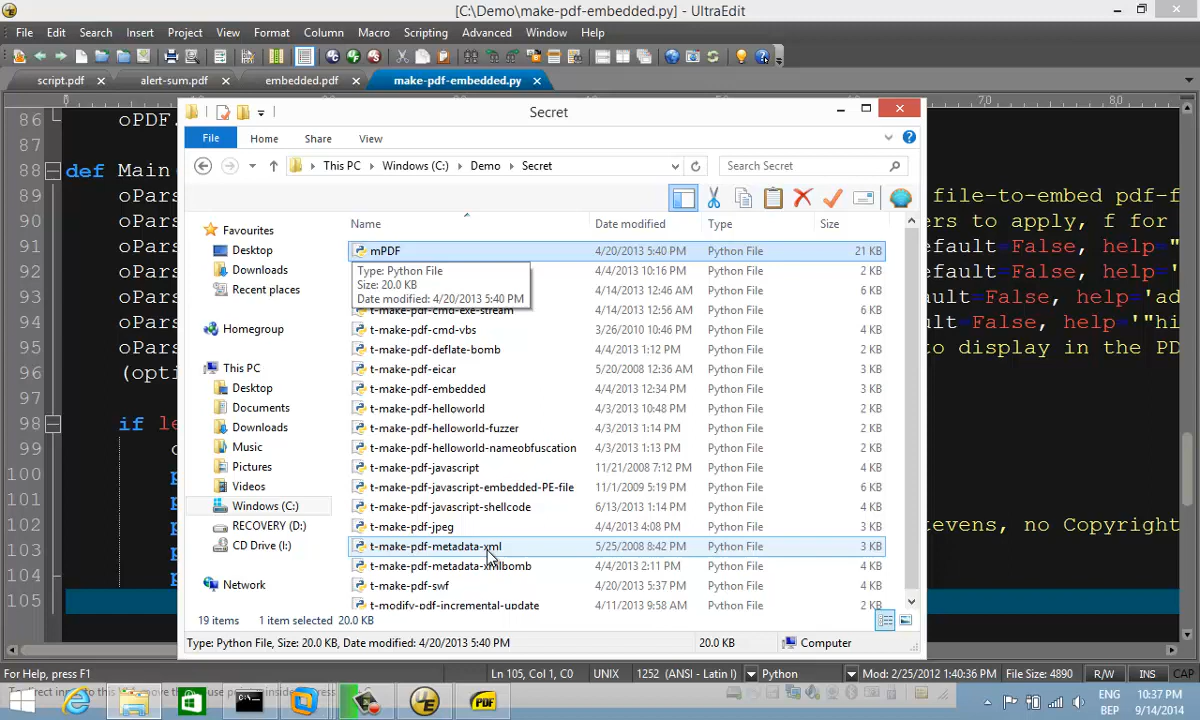 [C:\Demo\make-pdf-embedded.py] - UltraEdit
File Edit Search Insert Project View Format Column Macro Scripting Advanced Window Help
script.pdf alert-sum.pdf embedded.pdf make-pdf-embedded.py
0 70 80
86 oPDF.
87
88 def Main
89 oPars file-to-embed pdf-f
90 oPars ers to apply, f for
91 oPars efault=False, help="
92 oPars efault=False, help='
93 oPars ult=False, help='ad
94 oPars lt=False, help='"hi
95 oPars to display in the PD
96 (opti
97
98 if le
99
100 p
101 p
102 p tevens, no Copyright
103 p
104 p
105
Secret
File Home Share View
This PC Windows (C:) Demo Secret
Search Secret
Name Date modified Type Size
Favourites
Desktop
Downloads
Recent places
Homegroup
This PC
Desktop
Documents
Downloads
Music
Pictures
Videos
Windows (C:)
RECOVERY (D:)
CD Drive (I:)
Network
mPDF 4/20/2013 5:40 PM Python File 21 KB
Type: Python File
Size: 20.0 KB
Date modified: 4/20/2013 5:40 PM
4/4/2013 10:16 PM Python File 2 KB
4/14/2013 12:46 AM Python File 6 KB
t-make-pdf-cmd-exe-stream 4/14/2013 12:56 AM Python File 6 KB
t-make-pdf-cmd-vbs 3/26/2010 10:46 PM Python File 2 KB
t-make-pdf-deflate-bomb 4/4/2013 1:12 PM Python File 2 KB
t-make-pdf-eicar 5/20/2008 12:36 AM Python File 3 KB
t-make-pdf-embedded 4/4/2013 12:34 PM Python File 3 KB
t-make-pdf-helloworld 4/3/2013 10:48 PM Python File 2 KB
t-make-pdf-helloworld-fuzzer 4/3/2013 1:14 PM Python File 2 KB
t-make-pdf-helloworld-nameobfuscation 4/3/2013 1:13 PM Python File 2 KB
t-make-pdf-javascript 11/21/2008 7:12 PM Python File 4 KB
t-make-pdf-javascript-embedded-PE-file 11/1/2009 5:19 PM Python File 6 KB
t-make-pdf-javascript-shellcode 6/13/2013 1:14 PM Python File 4 KB
t-make-pdf-jpeg 4/4/2013 4:08 PM Python File 2 KB
t-make-pdf-metadata-xml 5/25/2008 8:42 PM Python File 3 KB
t-make-pdf-metadata-xmlbomb 4/4/2013 2:11 PM Python File 4 KB
t-make-pdf-swf 4/20/2013 5:37 PM Python File 4 KB
t-modify-pdf-incremental-update 4/11/2013 9:58 AM Python File 2 KB
19 items 1 item selected 20.0 KB
Type: Python File, Size: 20.0 KB, Date modified: 4/20/2013 5:40 PM 20.0 KB Computer
For Help, press F1 Ln 105, Col 1, C0 UNIX 1252 (ANSI - Latin I) Python Mod: 2/25/2012 1:40:36 PM File Size: 4890 R/W INS CAP
PDF
ENG 10:37 PM
BEP 9/14/2014